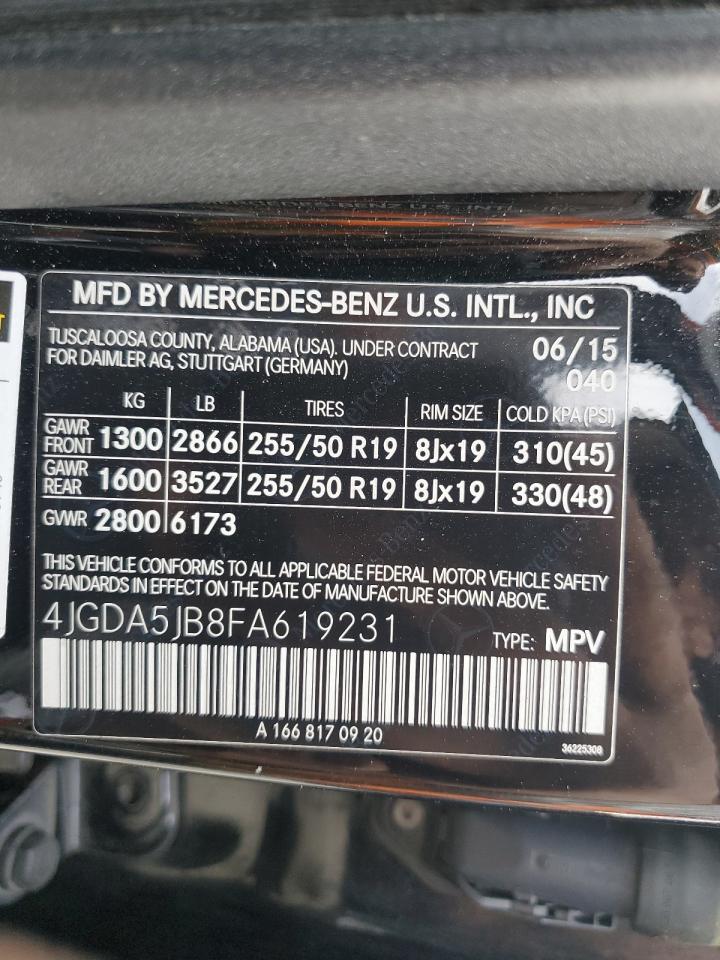 MFD BY MERCEDES-BENZ U.S. INTL., INC
TUSCALOOSA COUNTY, ALABAMA (USA). UNDER CONTRACT
FOR DAIMLER AG, STUTTGART (GERMANY)
06/15
040
KG LB TIRES RIM SIZE COLD KPA (PSI)
GAWR FRONT 1300 2866 255/50 R19 8Jx19 310(45)
GAWR REAR 1600 3527 255/50 R19 8Jx19 330(48)
GVWR 2800 6173
THIS VEHICLE CONFORMS TO ALL APPLICABLE FEDERAL MOTOR VEHICLE SAFETY
STANDARDS IN EFFECT ON THE DATE OF MANUFACTURE SHOWN ABOVE.
4JGDA5JB8FA619231 TYPE: MPV
A 166 817 09 20
36225308